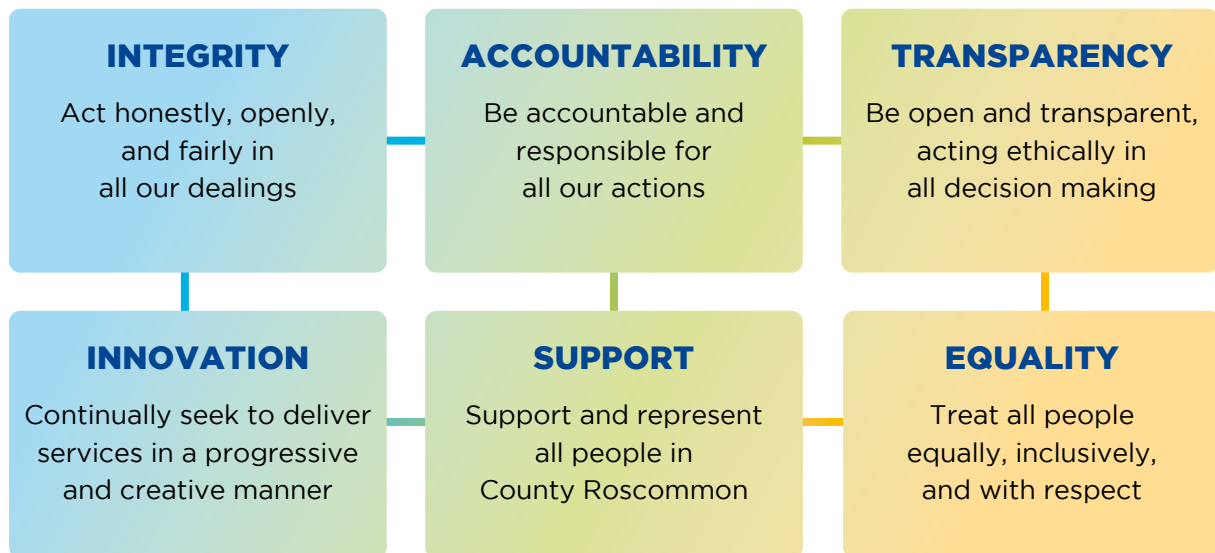 INTEGRITY
Act honestly, openly,
and fairly in
all our dealings
ACCOUNTABILITY
Be accountable and
responsible for
all our actions
TRANSPARENCY
Be open and transparent,
acting ethically in
all decision making
INNOVATION
Continually seek to deliver
services in a progressive
and creative manner
SUPPORT
Support and represent
all people in
County Roscommon
EQUALITY
Treat all people
equally, inclusively,
and with respect